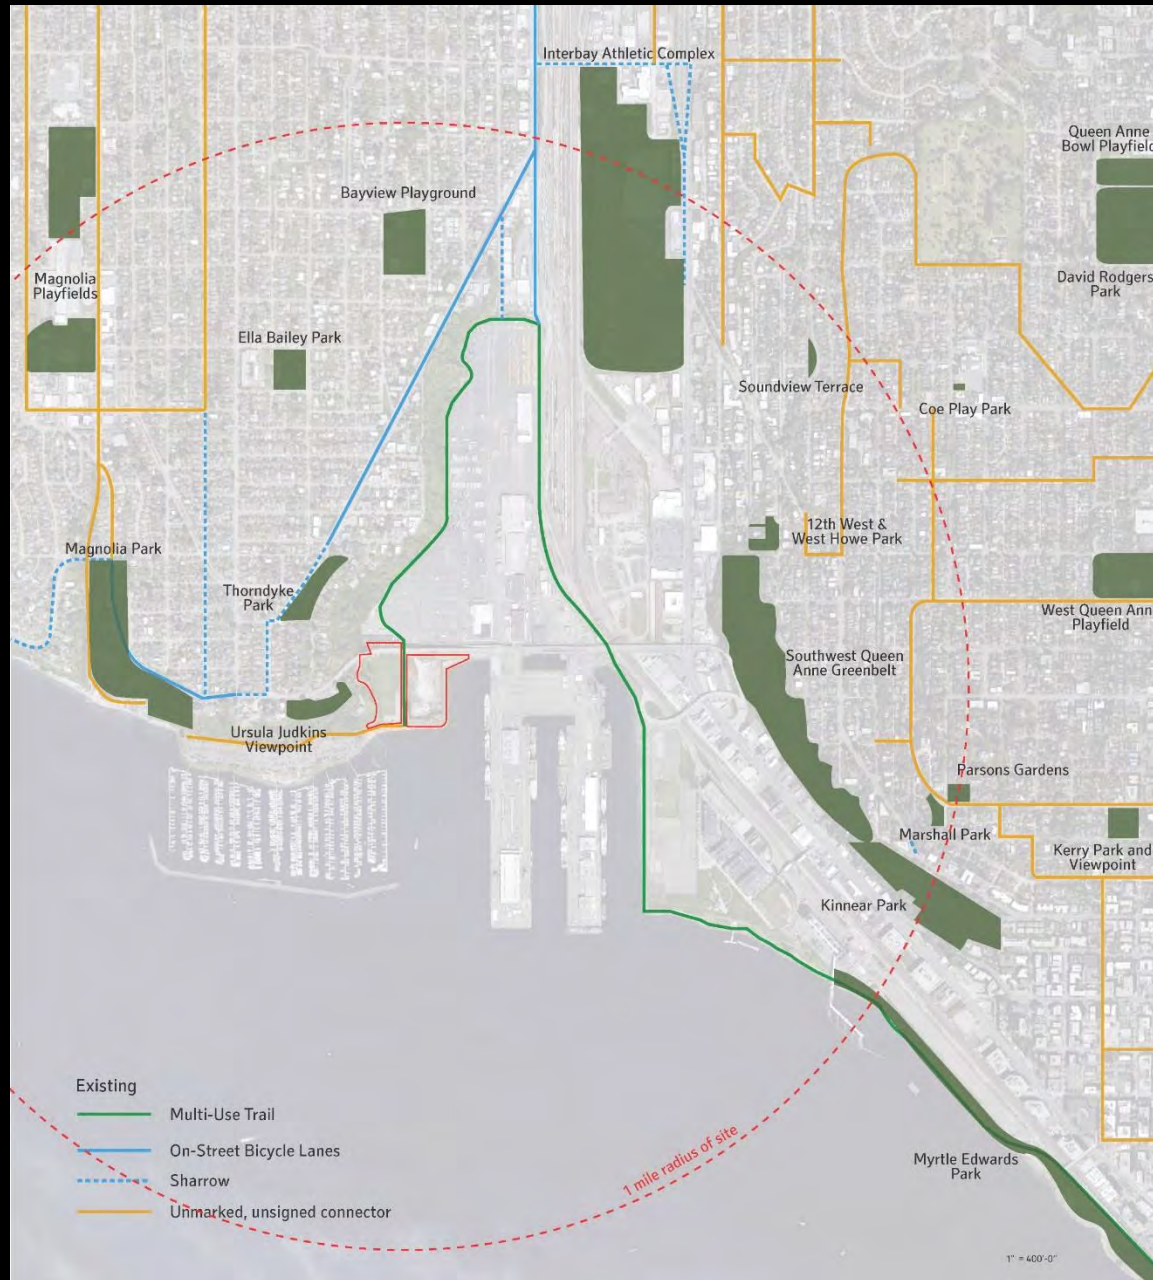 Interbay Athletic Complex
Queen Anne
Bowl Playfield
Bayview Playground
Magnolia
Playfields
David Rodgers
Park
Ella Bailey Park
Soundview Terrace
Coe Play Park
12th West &
West Howe Park
Magnolia Park
Thorndyke
Park
West Queen Ann
Playfield
Southwest Queen
Anne Greenbelt
Ursula Judkins
Viewpoint
Parsons Gardens
Marshall Park
Kerry Park and
Viewpoint
Kinnear Park
Existing
Multi-Use Trail
On-Street Bicycle Lanes
Sharrow
Unmarked, unsigned connector
1 mile radius of site
Myrtle Edwards
Park
1" = 400'-0"